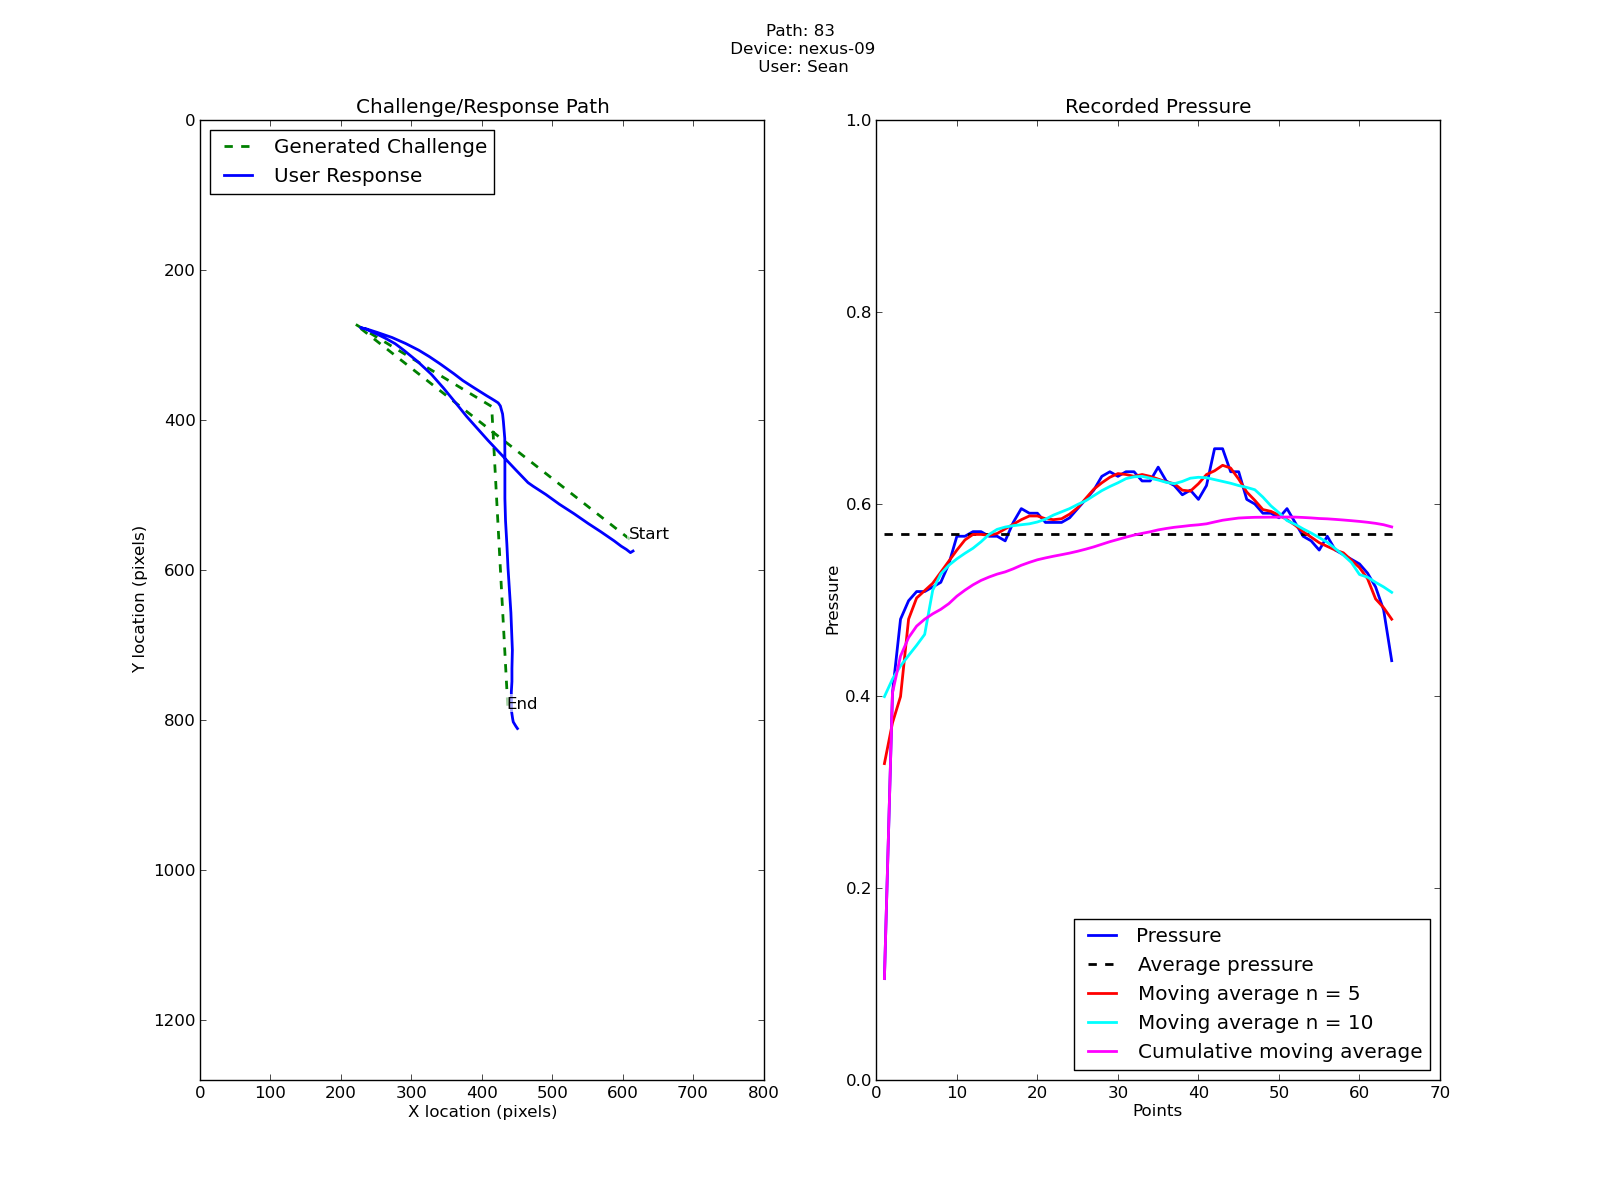 Path: 83
Device: nexus-09
User: Sean
Challenge/Response Path
Generated Challenge
User Response
0
200
400
600
800
1000
1200
Y location (pixels)
Start
End
0 100 200 300 400 500 600 700 800
X location (pixels)
Recorded Pressure
1.0
0.8
0.6
0.4
0.2
0.0
Pressure
Pressure
Average pressure
Moving average n = 5
Moving average n = 10
Cumulative moving average
0 10 20 30 40 50 60 70
Points